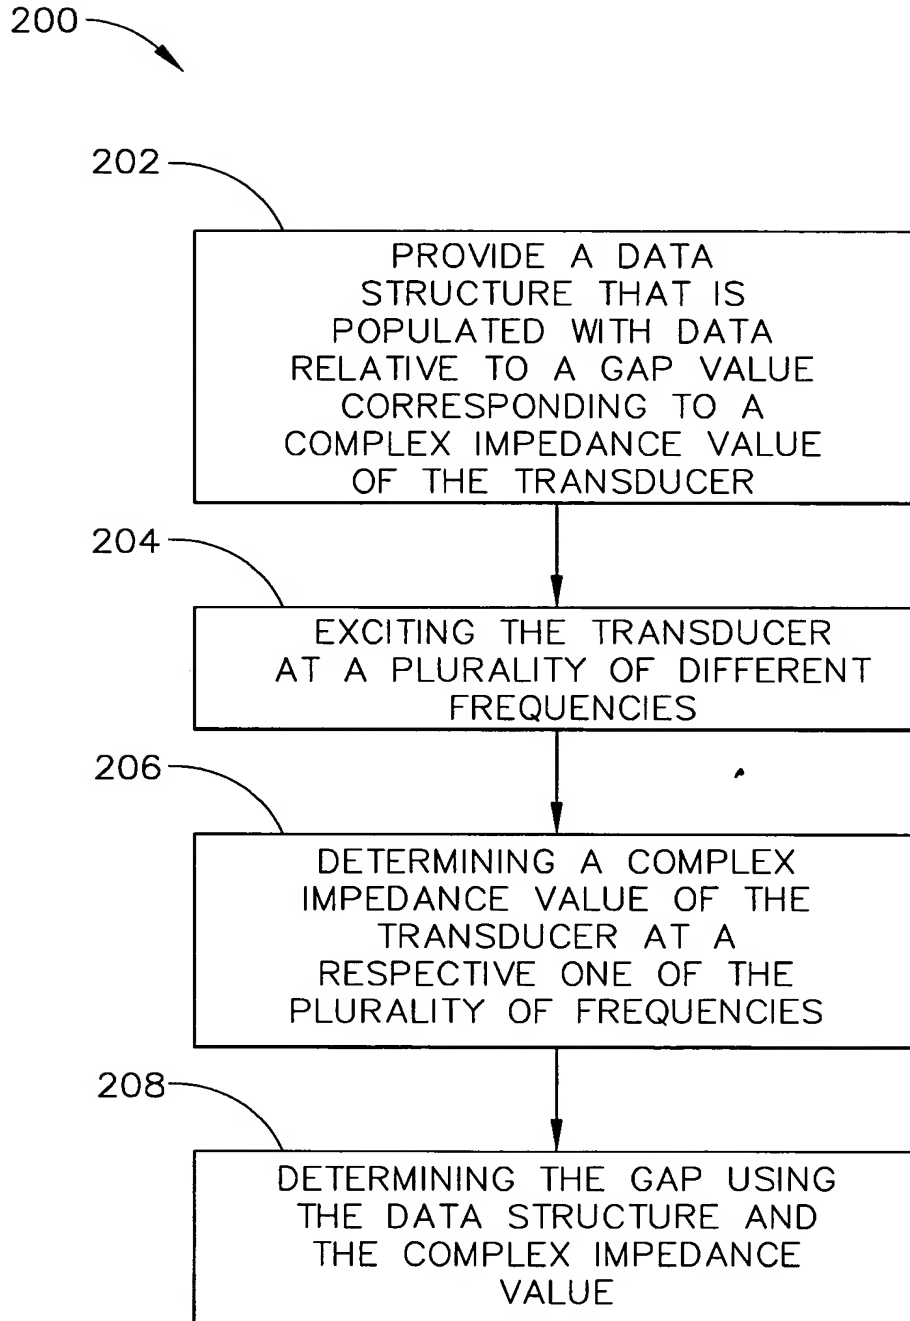 200
202
PROVIDE A DATA
STRUCTURE THAT IS
POPULATED WITH DATA
RELATIVE TO A GAP VALUE
CORRESPONDING TO A
COMPLEX IMPEDANCE VALUE
OF THE TRANSDUCER
204
EXCITING THE TRANSDUCER
AT A PLURALITY OF DIFFERENT
FREQUENCIES
206
DETERMINING A COMPLEX
IMPEDANCE VALUE OF THE
TRANSDUCER AT A
RESPECTIVE ONE OF THE
PLURALITY OF FREQUENCIES
208
DETERMINING THE GAP USING
THE DATA STRUCTURE AND
THE COMPLEX IMPEDANCE
VALUE